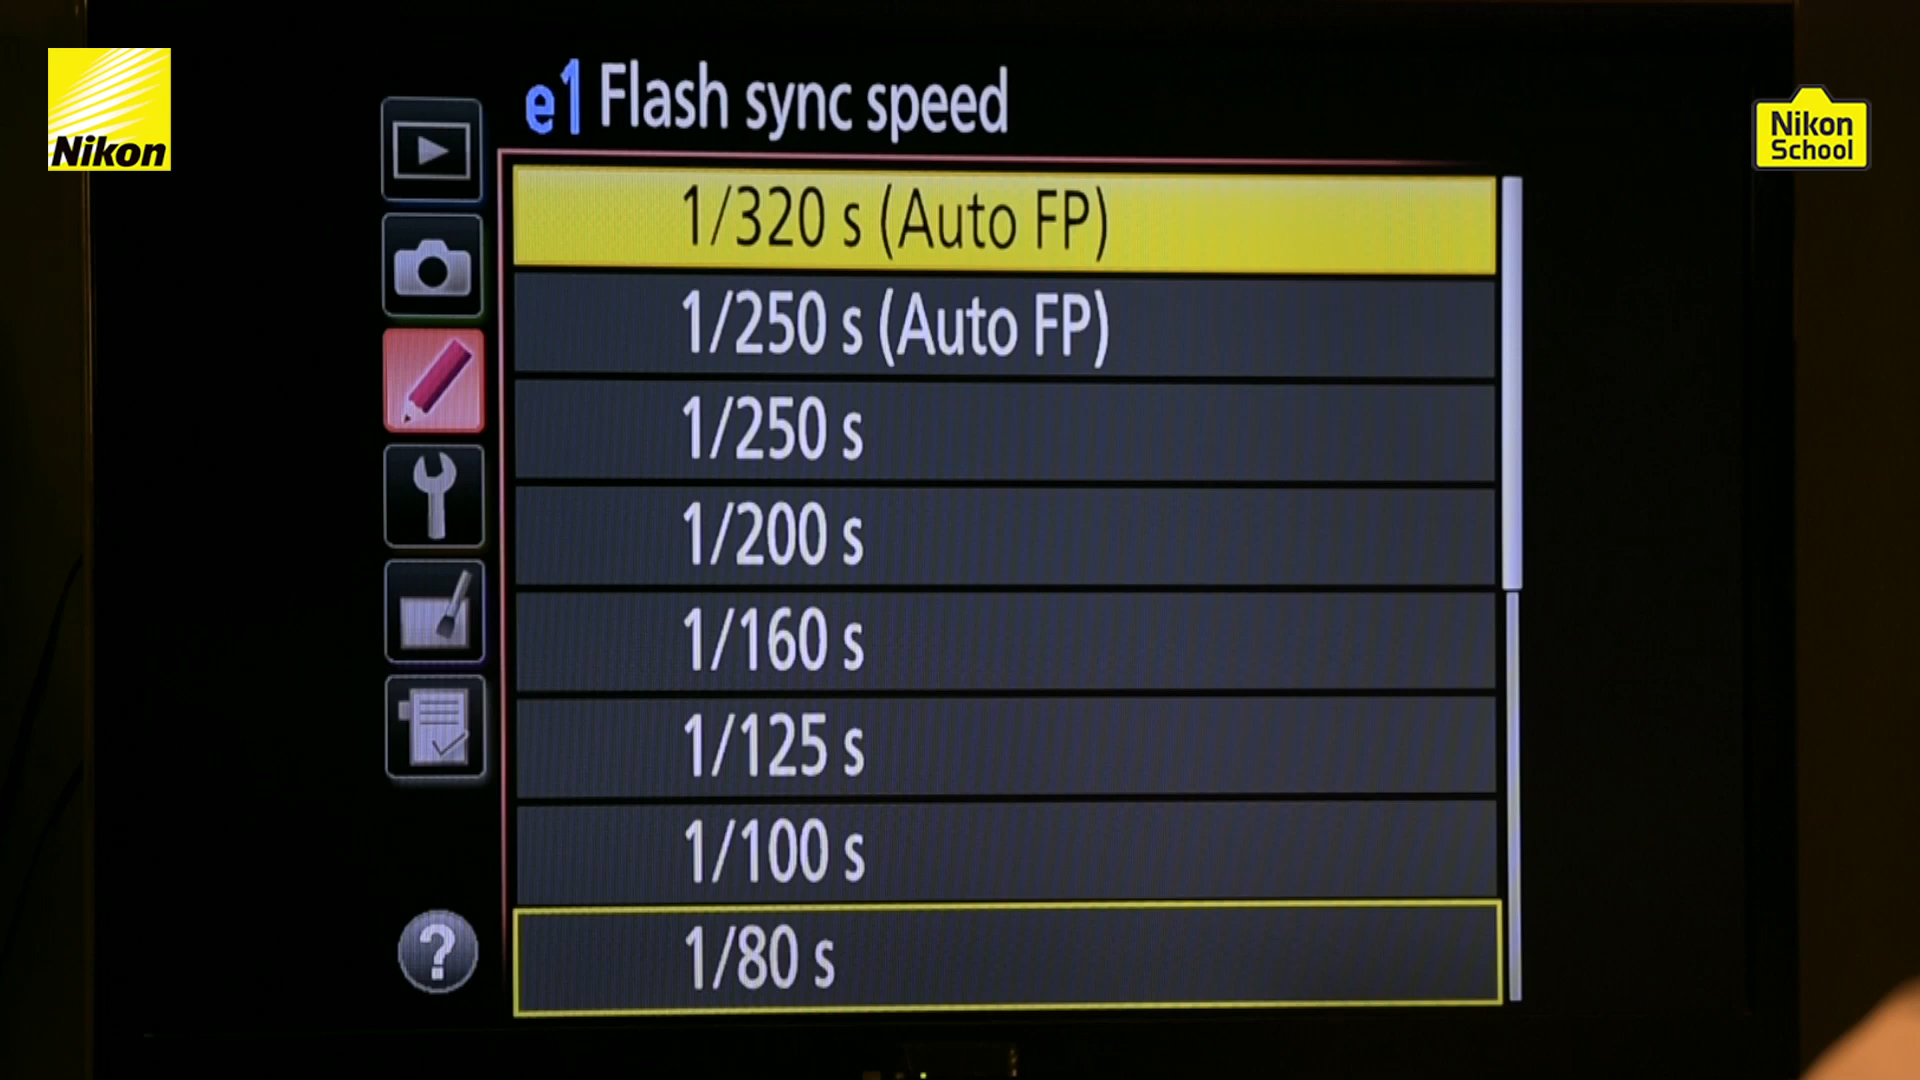 Nikon
Nikon
School
e1 Flash sync speed
1/320 s (Auto FP)
1/250 s (Auto FP)
1/250 s
1/200 s
1/160 s
1/125 s
1/100 s
1/80 s
?